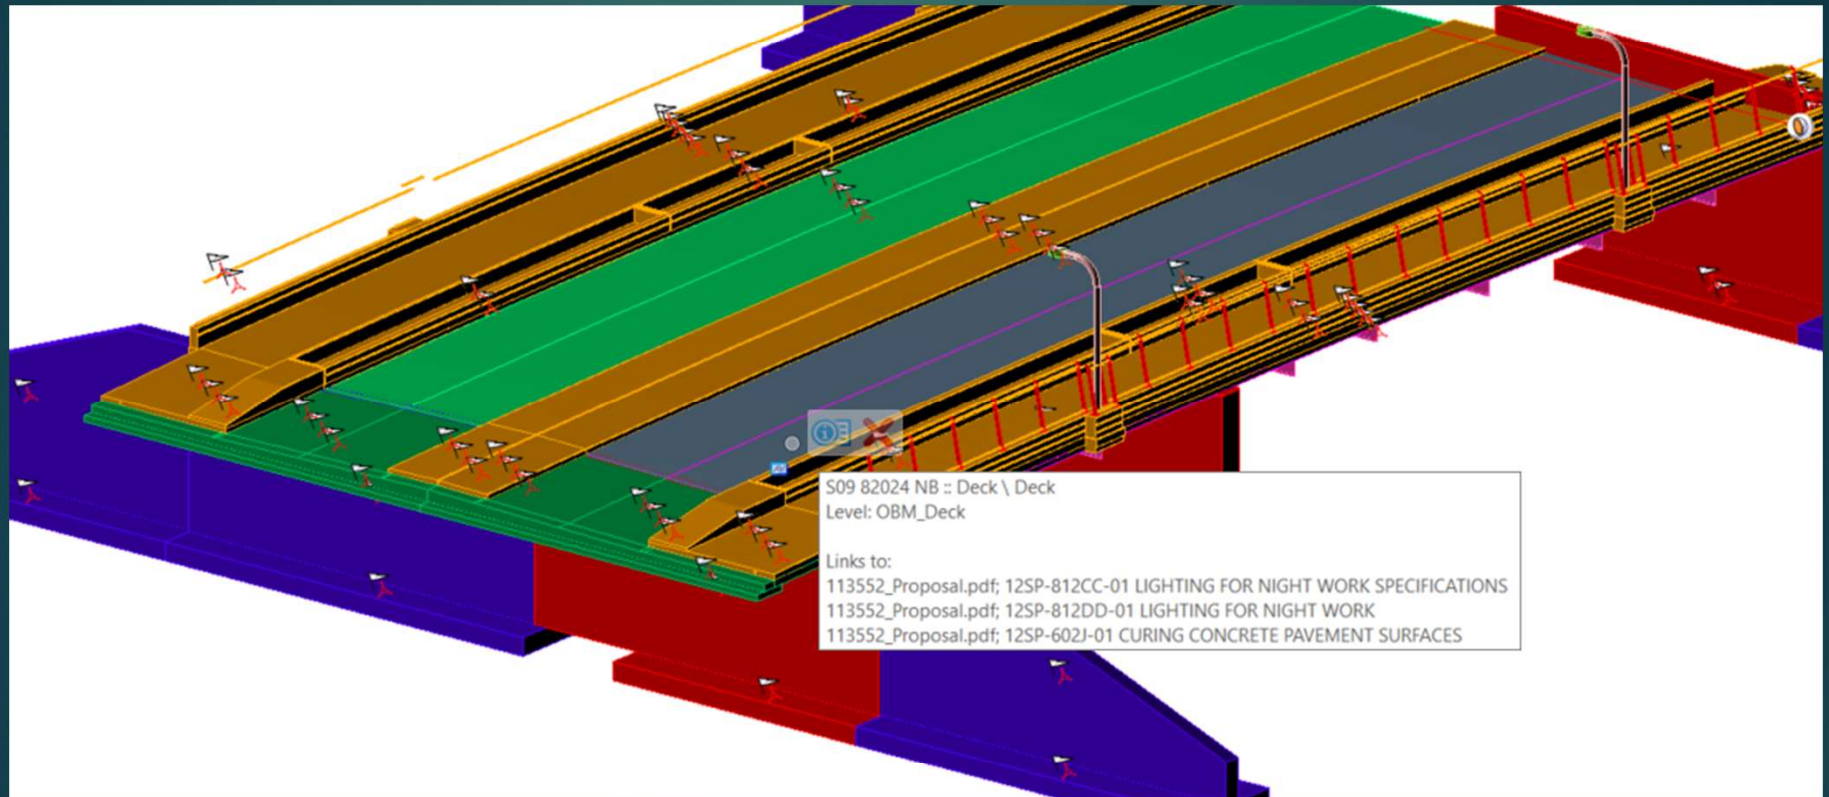 S09 82024 NB :: Deck \ Deck
Level: OBM_Deck
Links to:
113552_Proposal.pdf; 12SP-812CC-01 LIGHTING FOR NIGHT WORK SPECIFICATIONS
113552_Proposal.pdf; 12SP-812DD-01 LIGHTING FOR NIGHT WORK
113552_Proposal.pdf; 12SP-602J-01 CURING CONCRETE PAVEMENT SURFACES